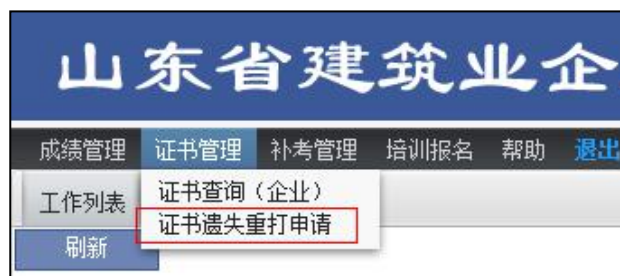 山东省建筑业企
成绩管理 证书管理 补考管理 培训报名 帮助 退出
工作列表 证书查询（企业）
证书遗失重打申请
刷新